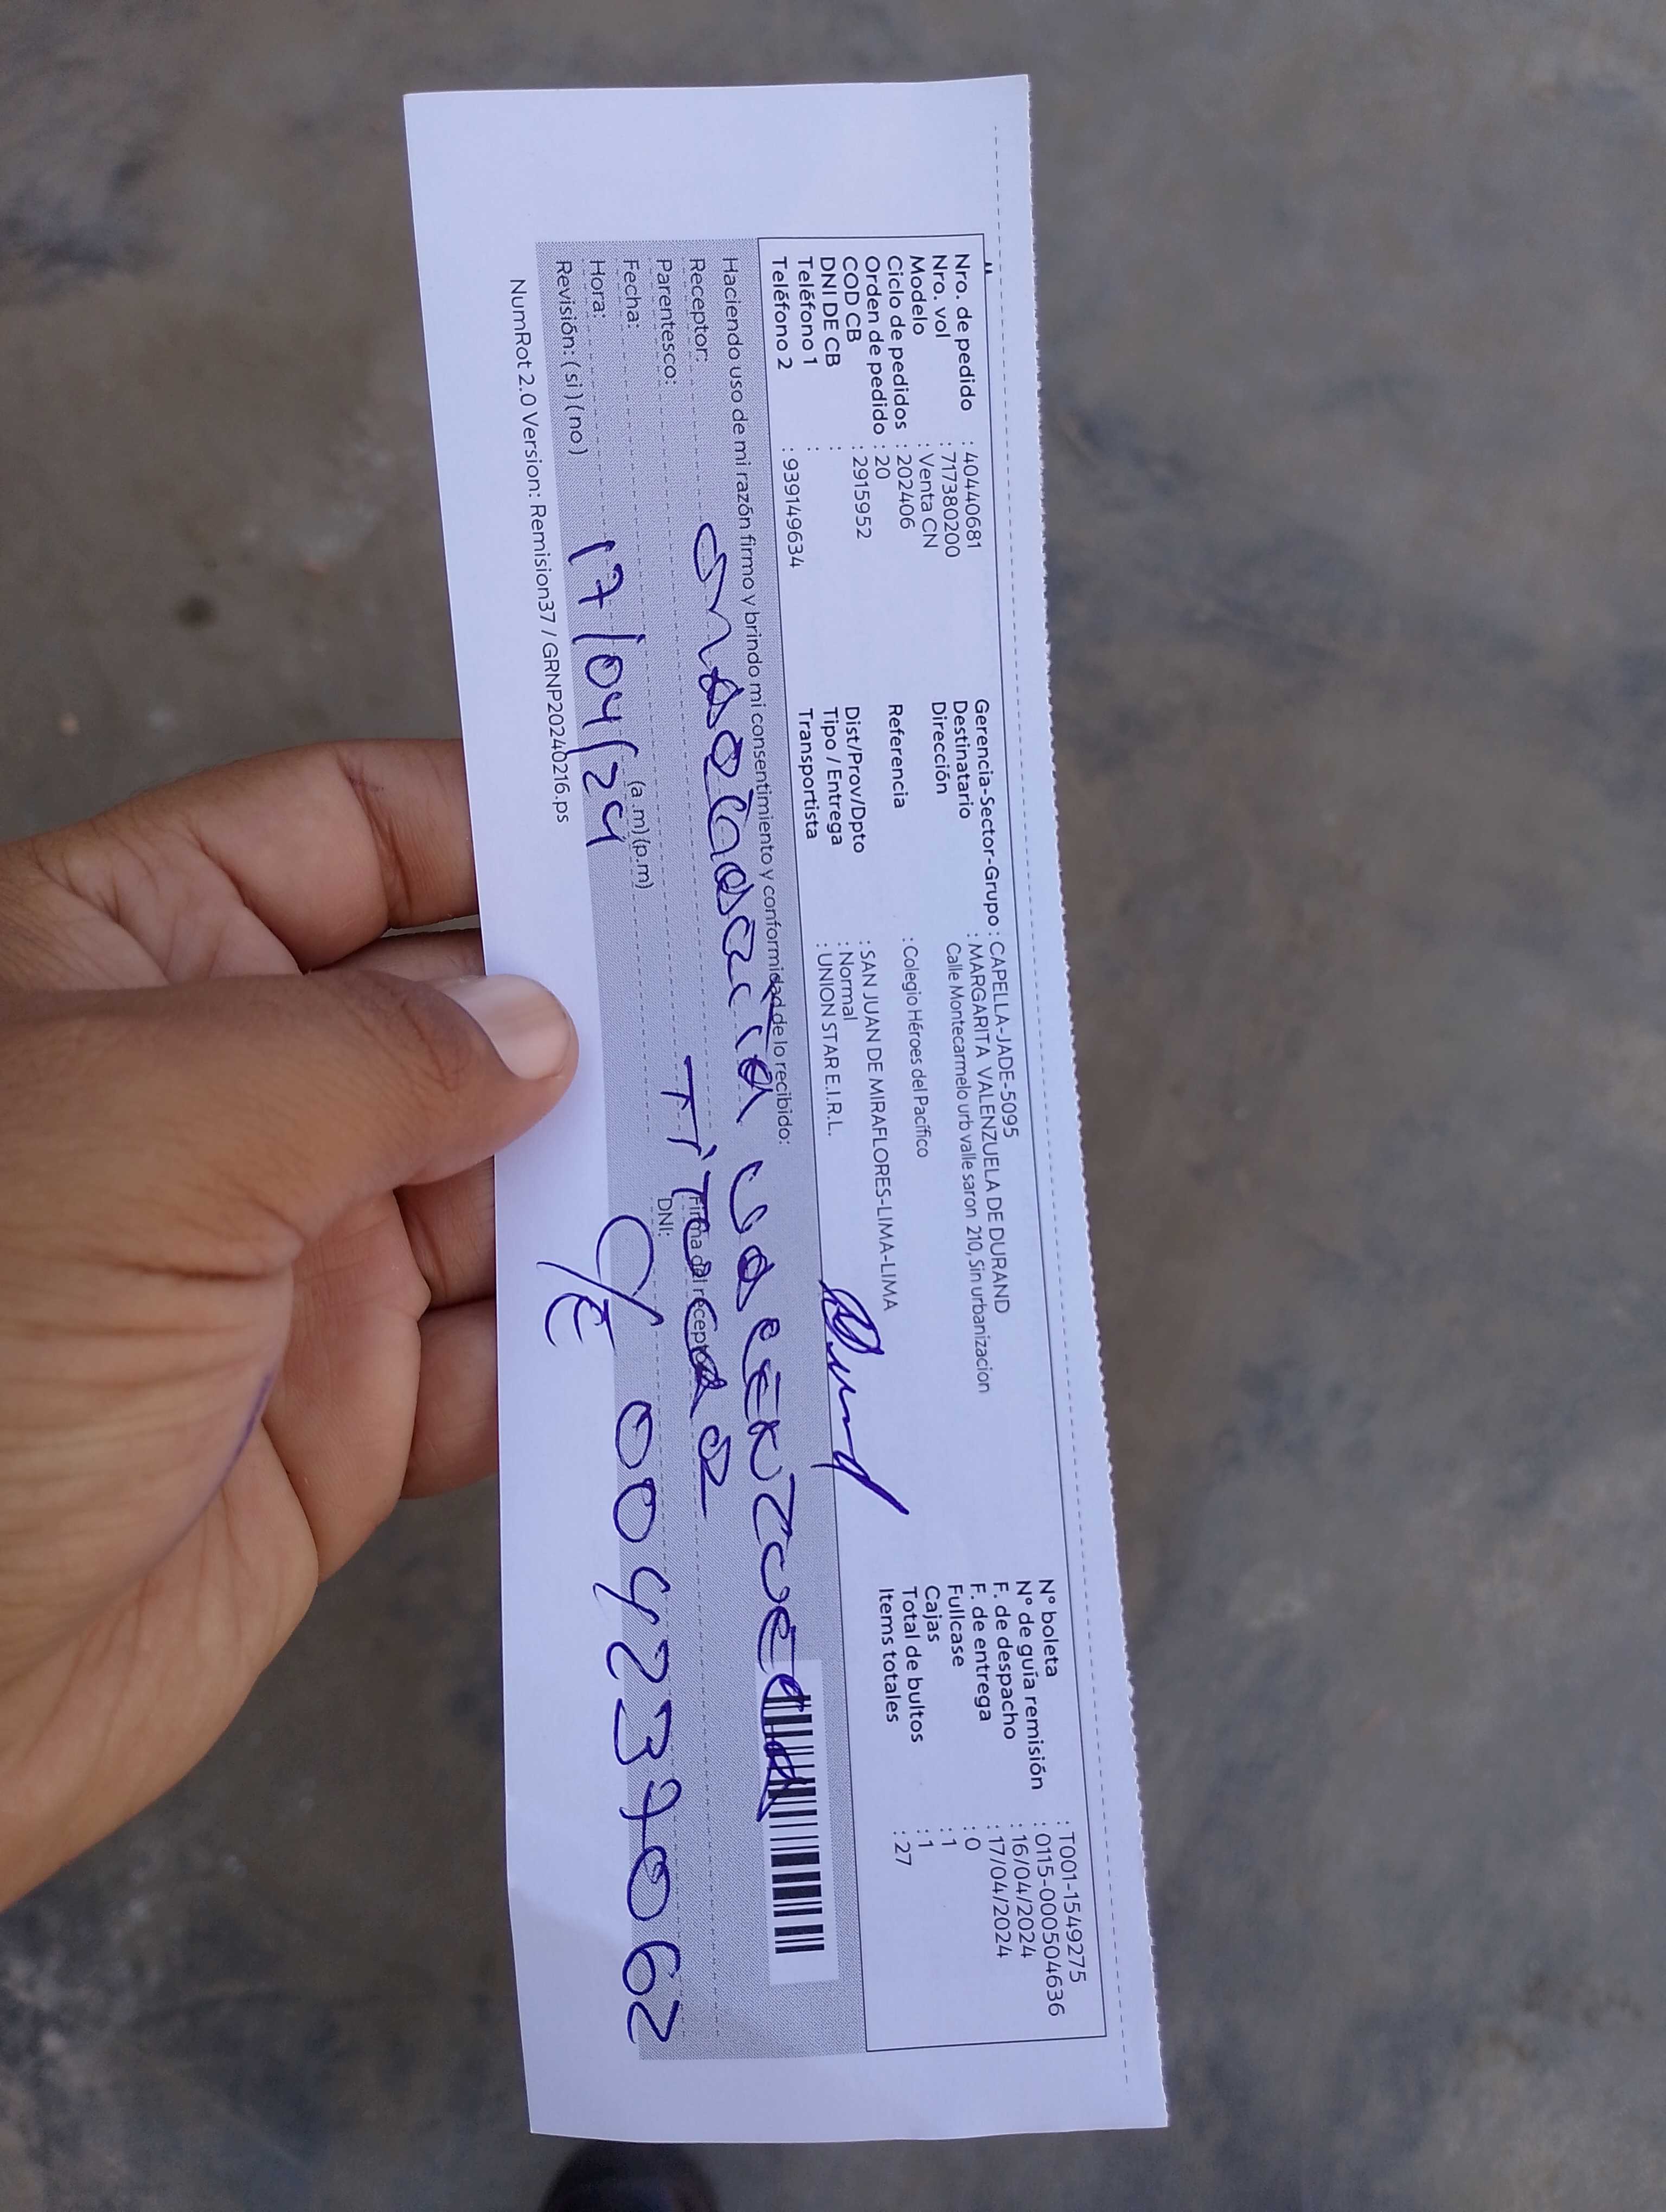 Nro. de pedido : 40440681
Nro. vol : 717380200
Modelo : Venta CN
Ciclo de pedidos : 202406
Orden de pedido : 20
COD CB : 2915952
DNI DE CB :
Teléfono 1 :
Teléfono 2 : 939149634
Gerencia-Sector-Grupo : CAPELLA-JADE-5095
Destinatario : MARGARITA VALENZUELA DE DURAND
Dirección Calle Montecarmelo urb valle saron 210, Sin urbanizacion
Referencia : Colegio Héroes del Pacífico
Dist/Prov/Dpto : SAN JUAN DE MIRAFLORES-LIMA-LIMA
Tipo / Entrega : Normal
Transportista : UNION STAR E.I.R.L.
N° boleta : T001-1549275
N° de guía remisión : 0115-0000504636
F. de despacho : 16/04/2024
F. de entrega : 17/04/2024
Fullcase : 0
Cajas : 1
Total de bultos : 1
Items totales : 27
Haciendo uso de mi razón firmo y brindo mi consentimiento y conformidad de lo recibido:
Receptor:
Valenzuela
Parentesco:
Titular
Firma del receptor
Fecha:
DNI:
C/E 004237062
Hora: (a.m)(p.m)
17/04/24
Revisión: (si)(no)
NumRot 2.0 Version: Remision37 / GRNP20240216.ps